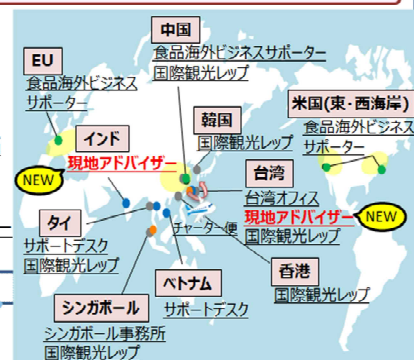 中国
食品海外ビジネスサポーター
国際観光レップ
EU
食品海外ビジネス
サポーター
韓国
国際観光レップ
米国(東・西海岸)
食品海外ビジネス
サポーター
インド
現地アドバイザー
NEW
台湾
台湾オフィス
現地アドバイザー
NEW
国際観光レップ
チャーター便
タイ
サポートデスク
国際観光レップ
香港
国際観光レップ
ベトナム
サポートデスク
シンガポール
シンガポール事務所
国際観光レップ